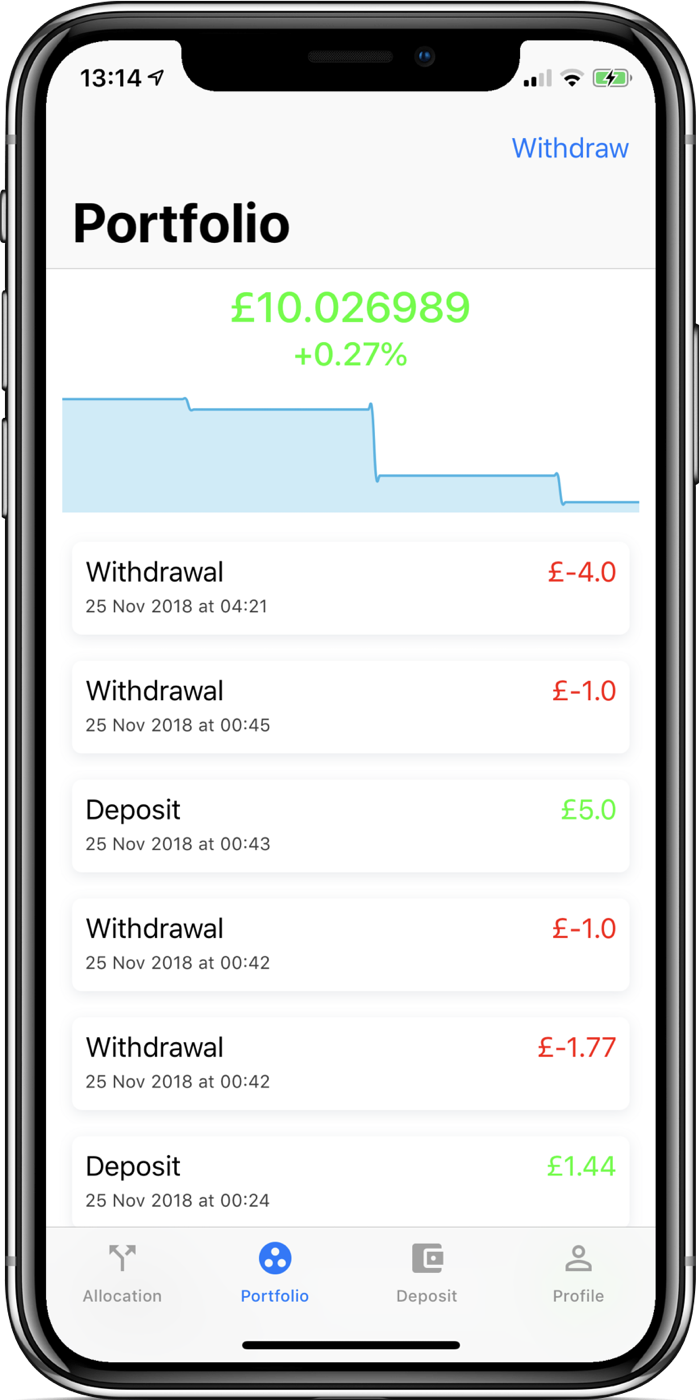 13:14
Withdraw
Portfolio
£10.026989
+0.27%
Withdrawal £-4.0
25 Nov 2018 at 04:21
Withdrawal £-1.0
25 Nov 2018 at 00:45
Deposit £5.0
25 Nov 2018 at 00:43
Withdrawal £-1.0
25 Nov 2018 at 00:42
Withdrawal £-1.77
25 Nov 2018 at 00:42
Deposit £1.44
25 Nov 2018 at 00:24
Allocation Portfolio Deposit Profile